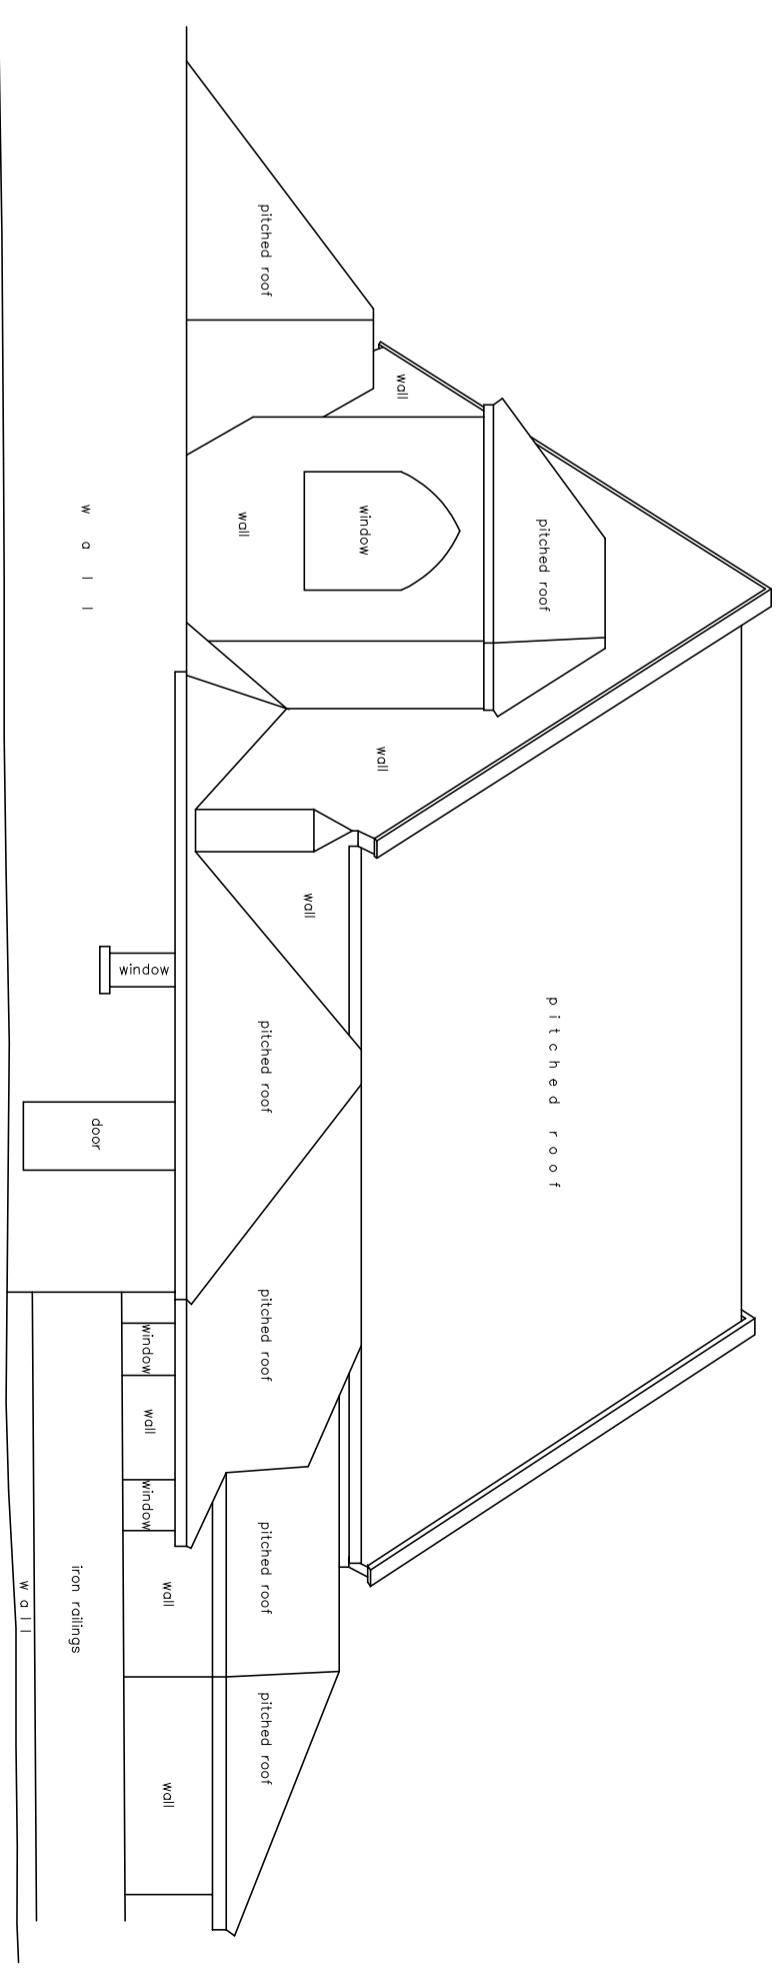 pitched roof
wall
window
pitched roof
wall
w a l l
wall
wall
window
pitched roof
p i t c h e d r o o f
door
pitched roof
window
wall
window
pitched roof
wall
iron railings
w a l l
pitched roof
wall